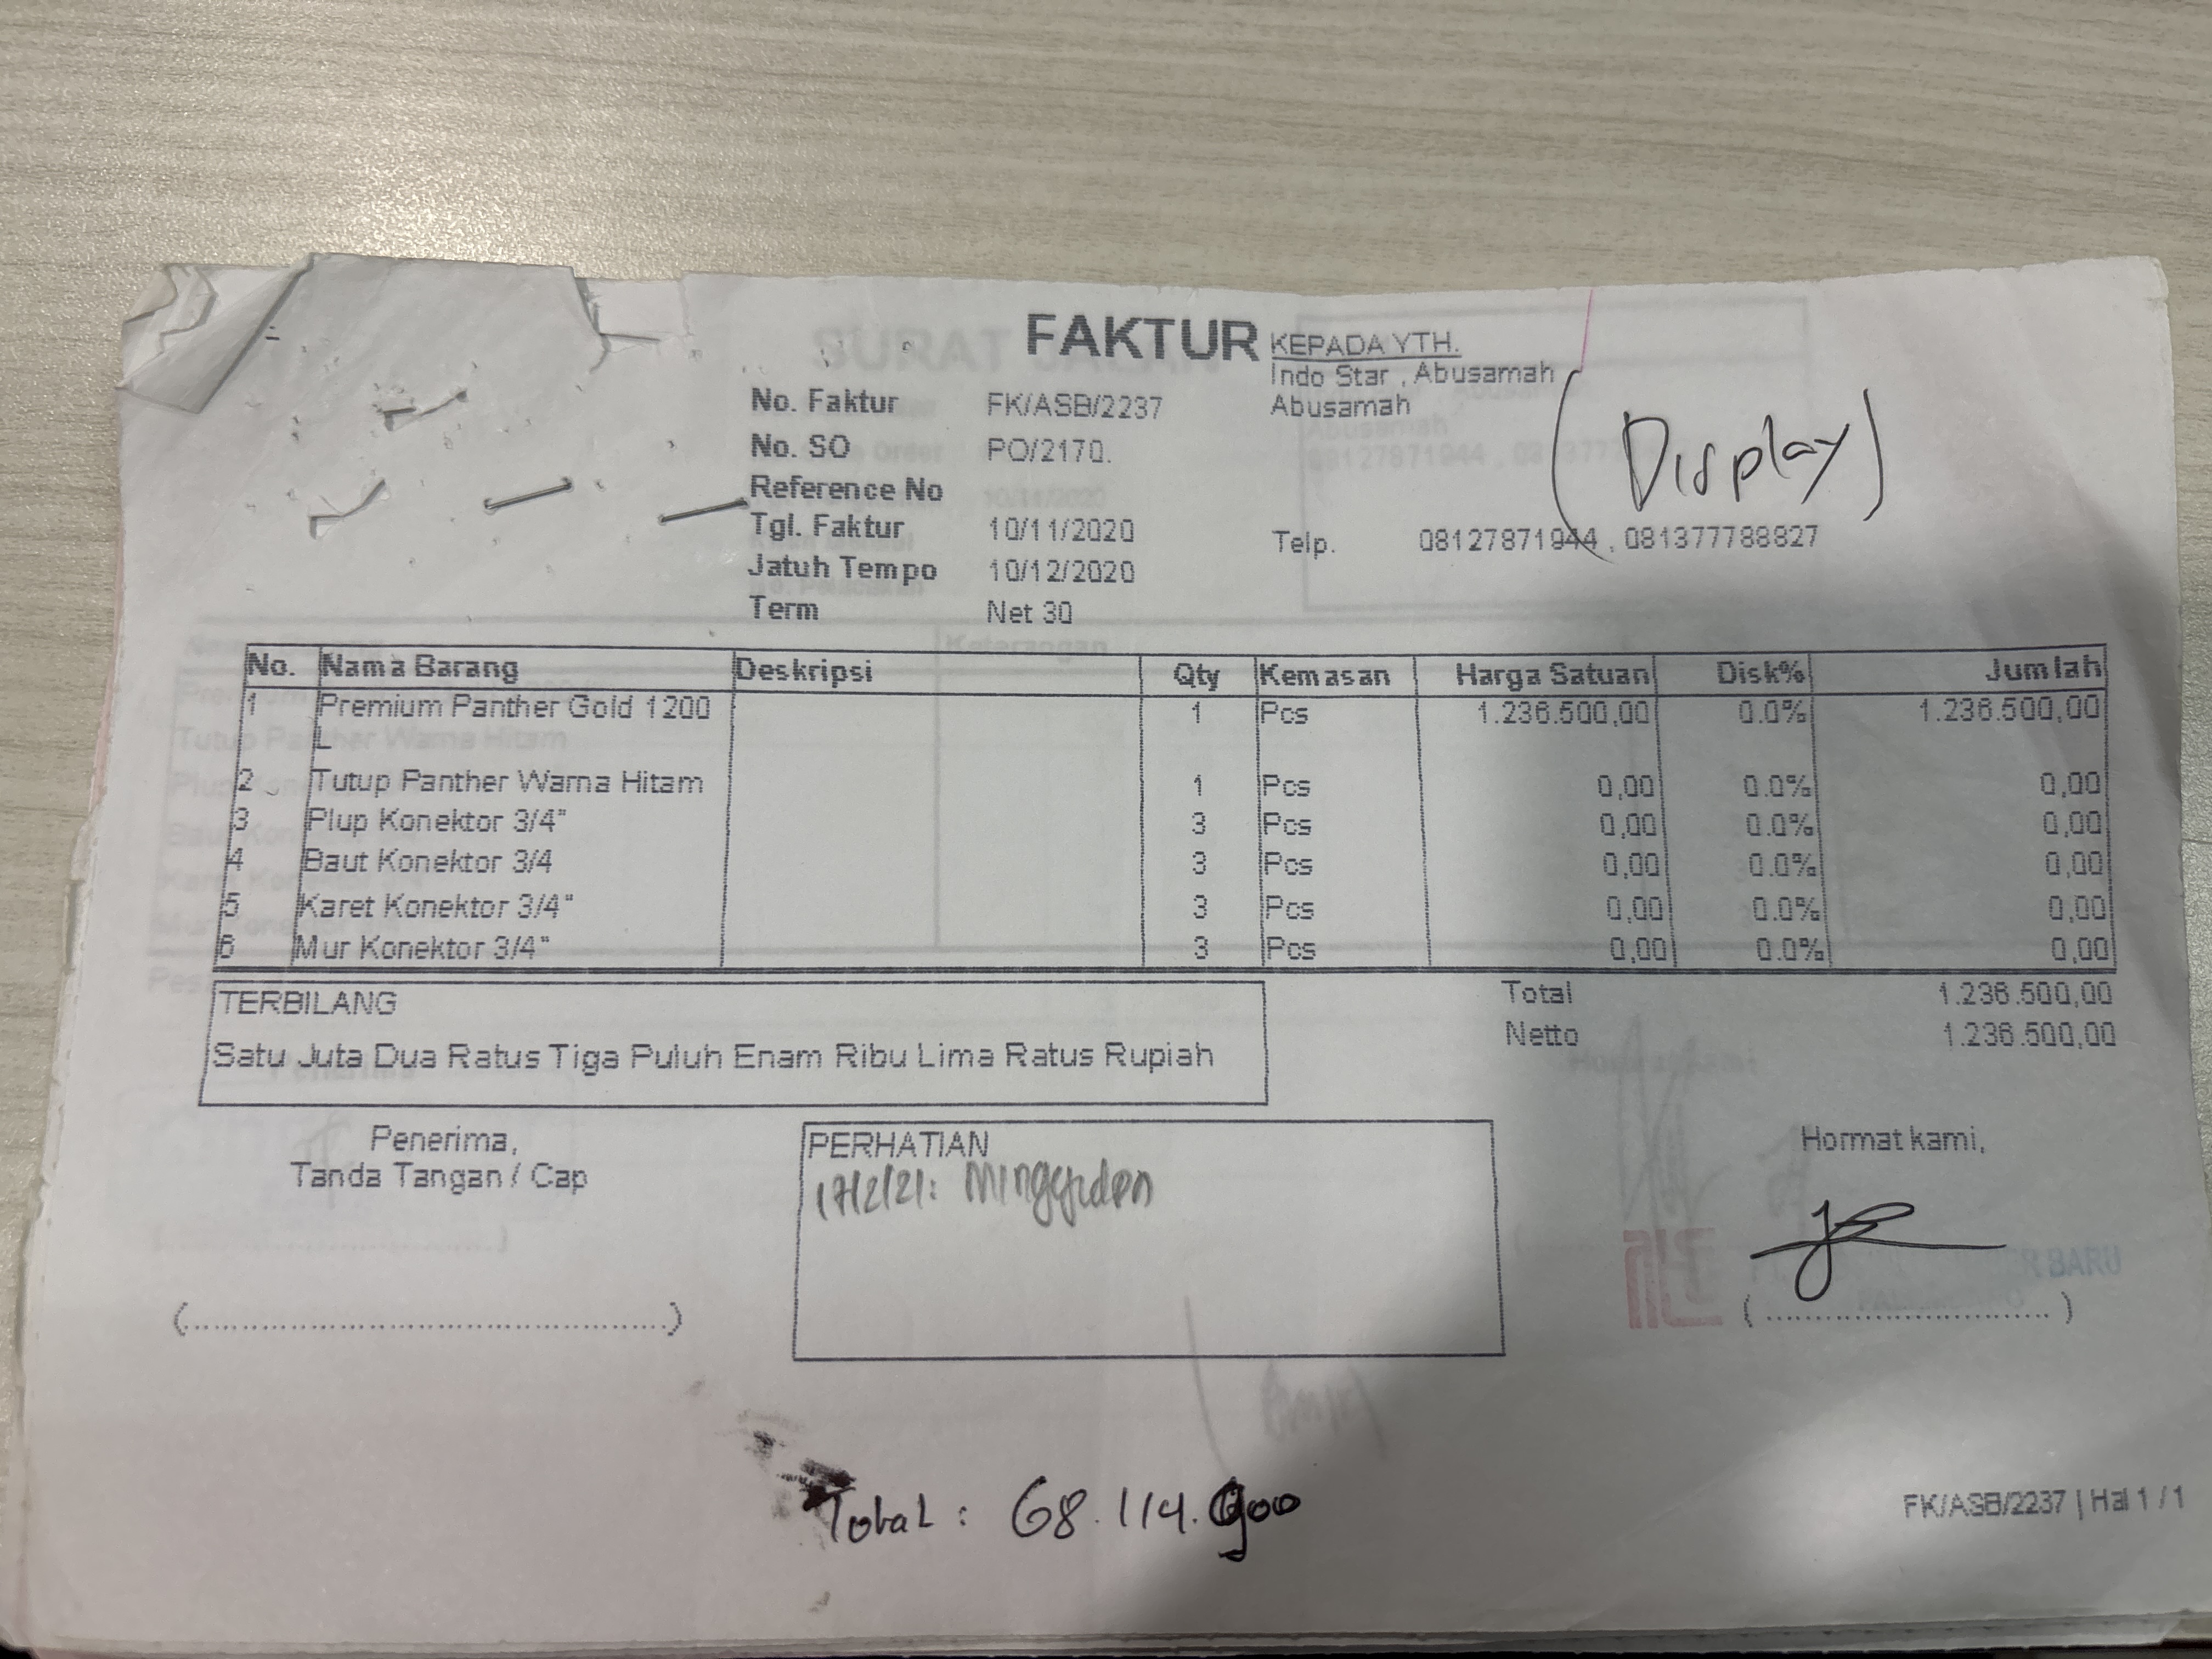 FAKTUR
KEPADA YTH.
Indo Star , Abusamah
Abusamah
(Display)
No. Faktur FK/ASB/2237
No. SO PO/2170.
Reference No
Tgl. Faktur 10/11/2020
Jatuh Tempo 10/12/2020
Term Net 30
Telp. 08127871944 , 081377788827
No. Nama Barang Deskripsi Qty Kemasan Harga Satuan Disk% Jumlah
1 Premium Panther Gold 1200 1 Pcs 1.236.500,00 0.0% 1.236.500,00
L
2 Tutup Panther Warna Hitam 1 Pcs 0,00 0.0% 0,00
3 Plup Konektor 3/4" 3 Pcs 0,00 0.0% 0,00
4 Baut Konektor 3/4 3 Pcs 0,00 0.0% 0,00
5 Karet Konektor 3/4" 3 Pcs 0,00 0.0% 0,00
6 Mur Konektor 3/4" 3 Pcs 0,00 0.0% 0,00
Total 1.236.500,00
Netto 1.236.500,00
TERBILANG
Satu Juta Dua Ratus Tiga Puluh Enam Ribu Lima Ratus Rupiah
Penerima,
Tanda Tangan / Cap
(................................................)
PERHATIAN
17/2/21:
Hormat kami,
(............................)
Total : 68.114.900
FK/ASB/2237 | Hal 1 / 1